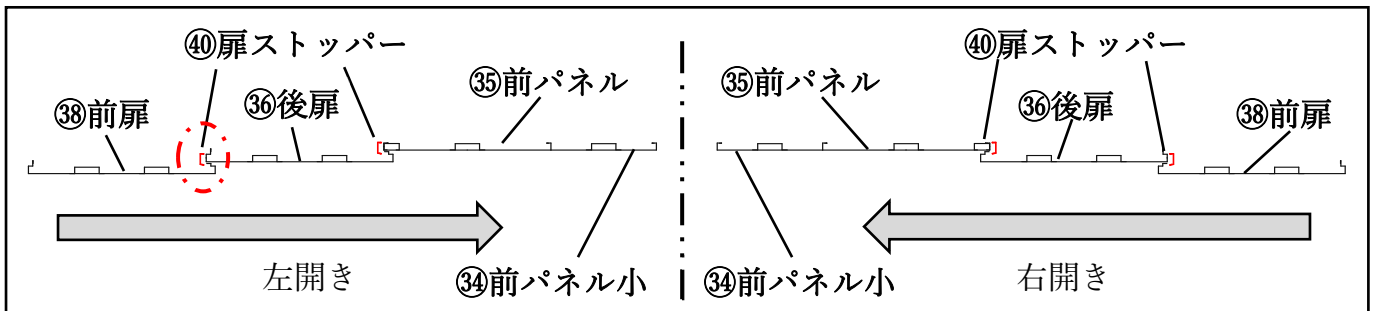 ㊵扉ストッパー
㉟前パネル
㊱後扉
㊳前扉
㉞前パネル小
左開き
㊵扉ストッパー
㉟前パネル
㊱後扉
㊳前扉
㉞前パネル小
右開き